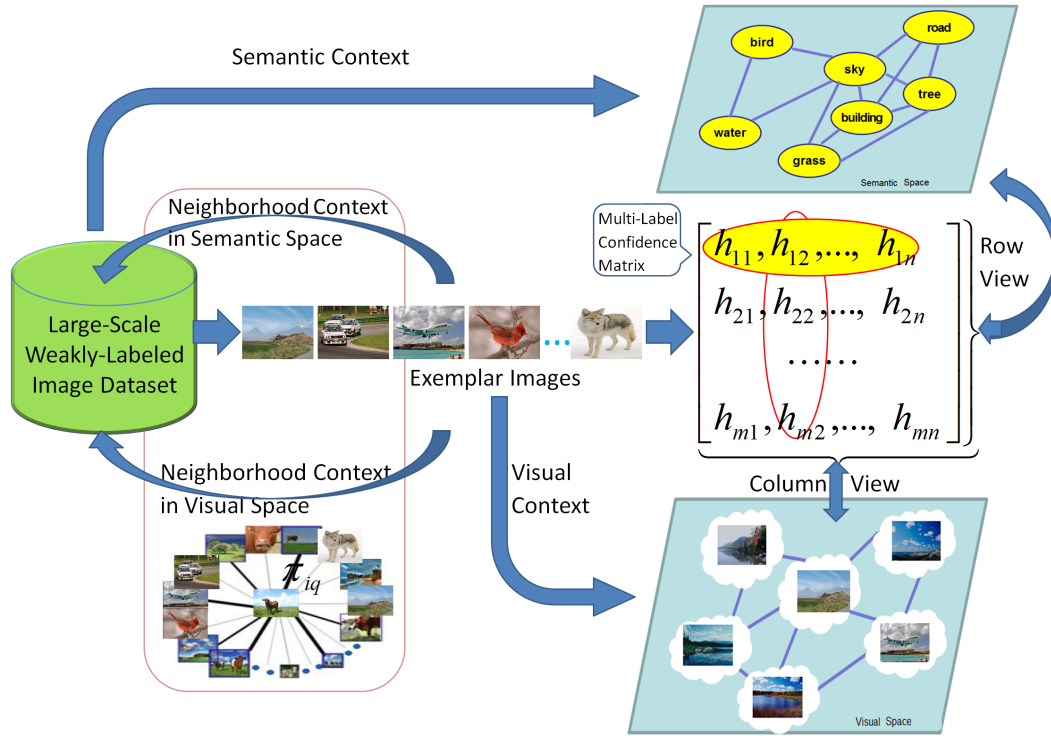 Semantic Context
bird
road
sky
tree
building
water
grass
Semantic Space
Neighborhood Context
in Semantic Space
Multi-Label
Confidence
Matrix
h11, h12,..., h1n
h21, h22,..., h2n
......
hm1, hm2,..., hmn
Row
View
Large-Scale
Weakly-Labeled
Image Dataset
...
Exemplar Images
Neighborhood Context
in Visual Space
Visual
Context
Column View
πiq
Visual Space